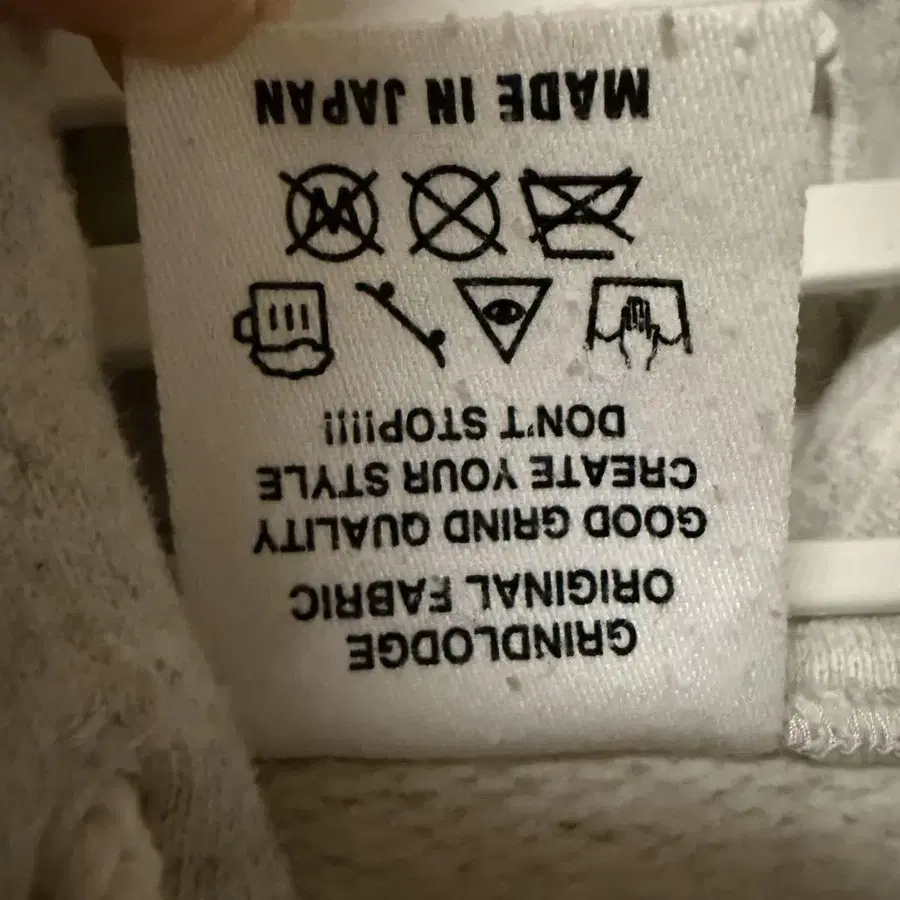 GRINDLODGE
ORIGINAL FABRIC
GOOD GRIND QUALITY
CREATE YOUR STYLE
DON'T STOP!!!!
W
MADE IN JAPAN